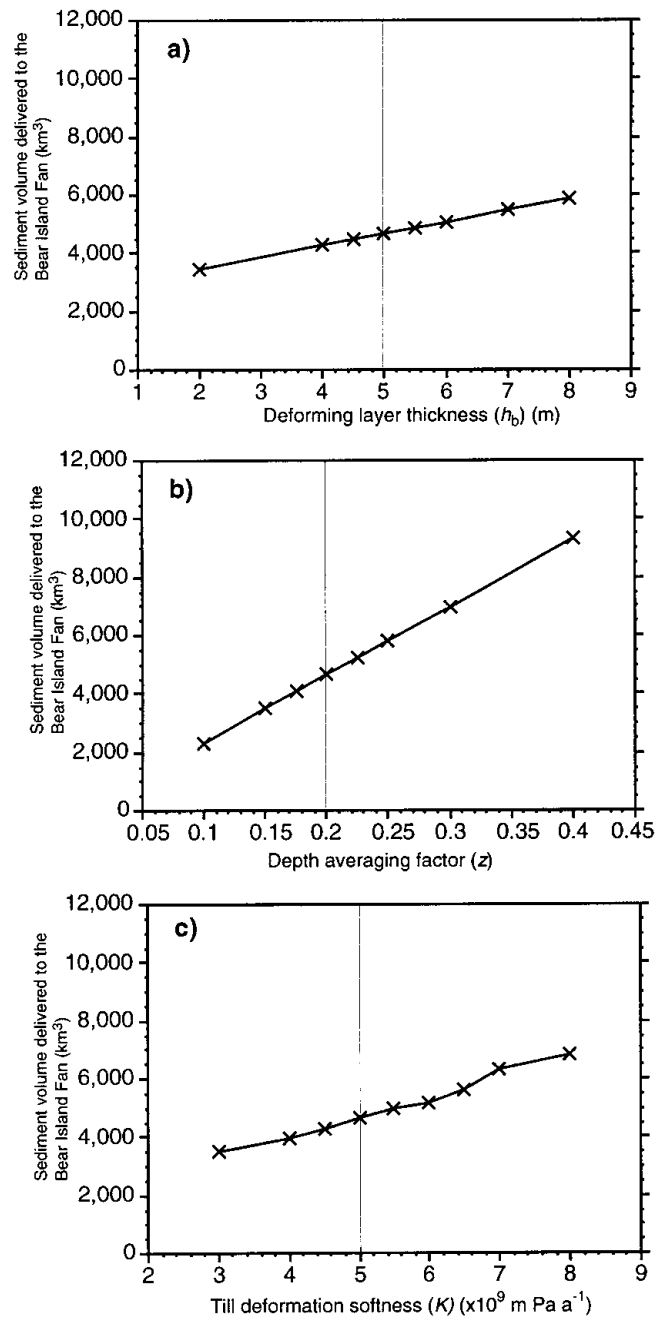 12,000
a)
10,000
8,000
6,000
4,000
2,000
0
Sediment volume delivered to the
Bear Island Fan (km³)
1 2 3 4 5 6 7 8 9
Deforming layer thickness (h_b) (m)
12,000
b)
10,000
8,000
6,000
4,000
2,000
0
Sediment volume delivered to the
Bear Island Fan (km³)
0.05 0.1 0.15 0.2 0.25 0.3 0.35 0.4 0.45
Depth averaging factor (z)
12,000
c)
10,000
8,000
6,000
4,000
2,000
0
Sediment volume delivered to the
Bear Island Fan (km³)
2 3 4 5 6 7 8 9
Till deformation softness (K) (x10⁹ m Pa a⁻¹)